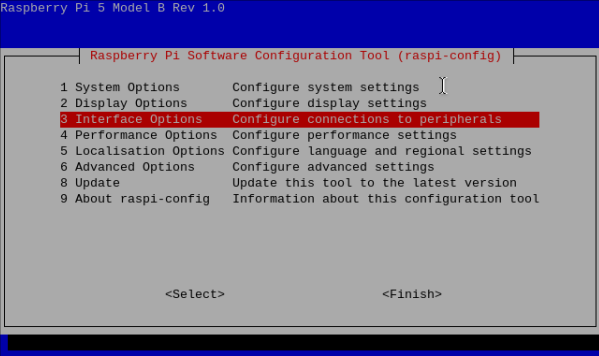 Raspberry Pi 5 Model B Rev 1.0
Raspberry Pi Software Configuration Tool (raspi-config)
1 System Options Configure system settings
2 Display Options Configure display settings
3 Interface Options Configure connections to peripherals
4 Performance Options Configure performance settings
5 Localisation Options Configure language and regional settings
6 Advanced Options Configure advanced settings
8 Update Update this tool to the latest version
9 About raspi-config Information about this configuration tool
<Select> <Finish>